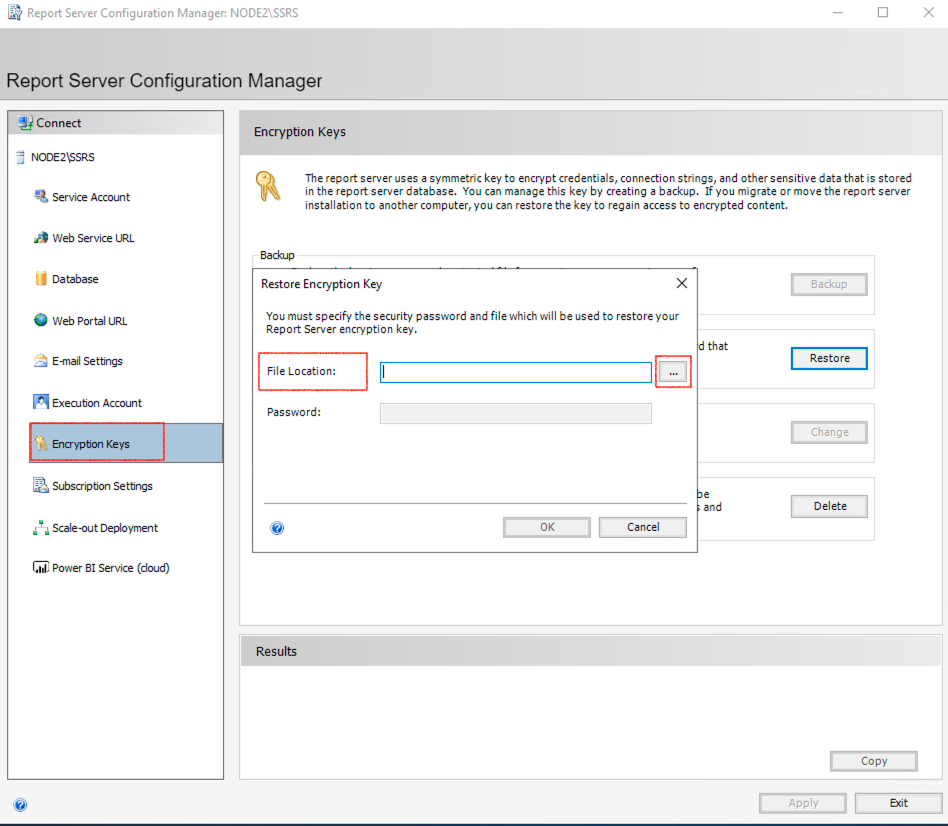 Report Server Configuration Manager: NODE2\SSRS
Report Server Configuration Manager
Connect
NODE2\SSRS
Service Account
Web Service URL
Database
Web Portal URL
E-mail Settings
Execution Account
Encryption Keys
Subscription Settings
Scale-out Deployment
Power BI Service (cloud)
Encryption Keys
The report server uses a symmetric key to encrypt credentials, connection strings, and other sensitive data that is stored
in the report server database. You can manage this key by creating a backup. If you migrate or move the report server
installation to another computer, you can restore the key to regain access to encrypted content.
Backup
Backup
Restore Encryption Key
You must specify the security password and file which will be used to restore your
Report Server encryption key.
File Location:
...
Password:
OK
Cancel
rd that
Restore
Change
be
s and
Delete
Results
Copy
Apply
Exit